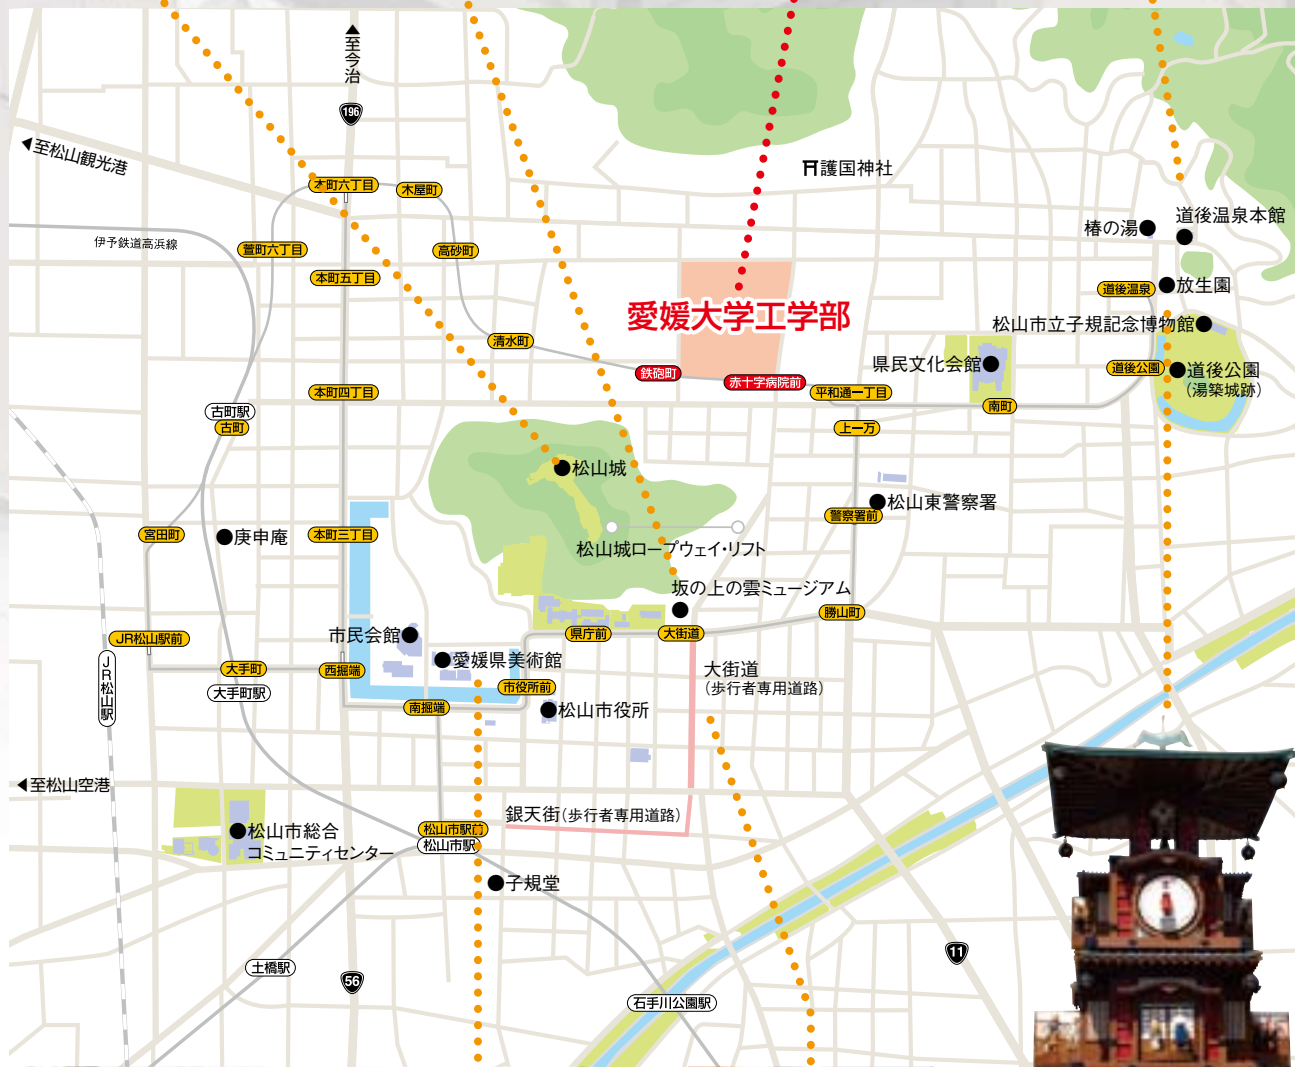 至今治
196
至松山観光港
護国神社
本町六丁目
木屋町
道後温泉本館
椿の湯
伊予鉄道高浜線
萱町六丁目
高砂町
本町五丁目
道後温泉
放生園
愛媛大学工学部
松山市立子規記念博物館
清水町
県民文化会館
道後公園
道後公園
(湯築城跡)
鉄砲町
赤十字病院前
平和通一丁目
本町四丁目
南町
古町駅
古町
上一万
松山城
松山東警察署
警察署前
宮田町
庚申庵
本町三丁目
松山城ロープウェイ・リフト
坂の上の雲ミュージアム
勝山町
JR松山駅前
市民会館
県庁前
大街道
愛媛県美術館
大街道
(歩行者専用道路)
大手町
西掘端
大手町駅
JR松山駅
市役所前
南掘端
松山市役所
至松山空港
銀天街(歩行者専用道路)
松山市総合
コミュニティセンター
松山市駅前
松山市駅
子規堂
土橋駅
56
11
石手川公園駅